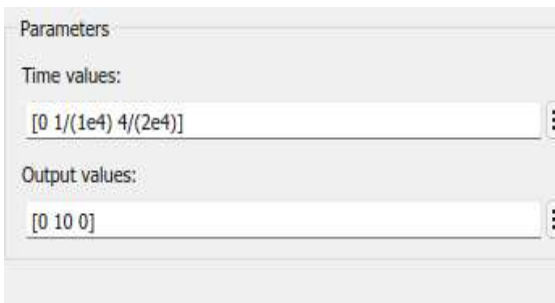 Parameters
Time values:
[0 1/(1e4) 4/(2e4)]
Output values:
[0 10 0]